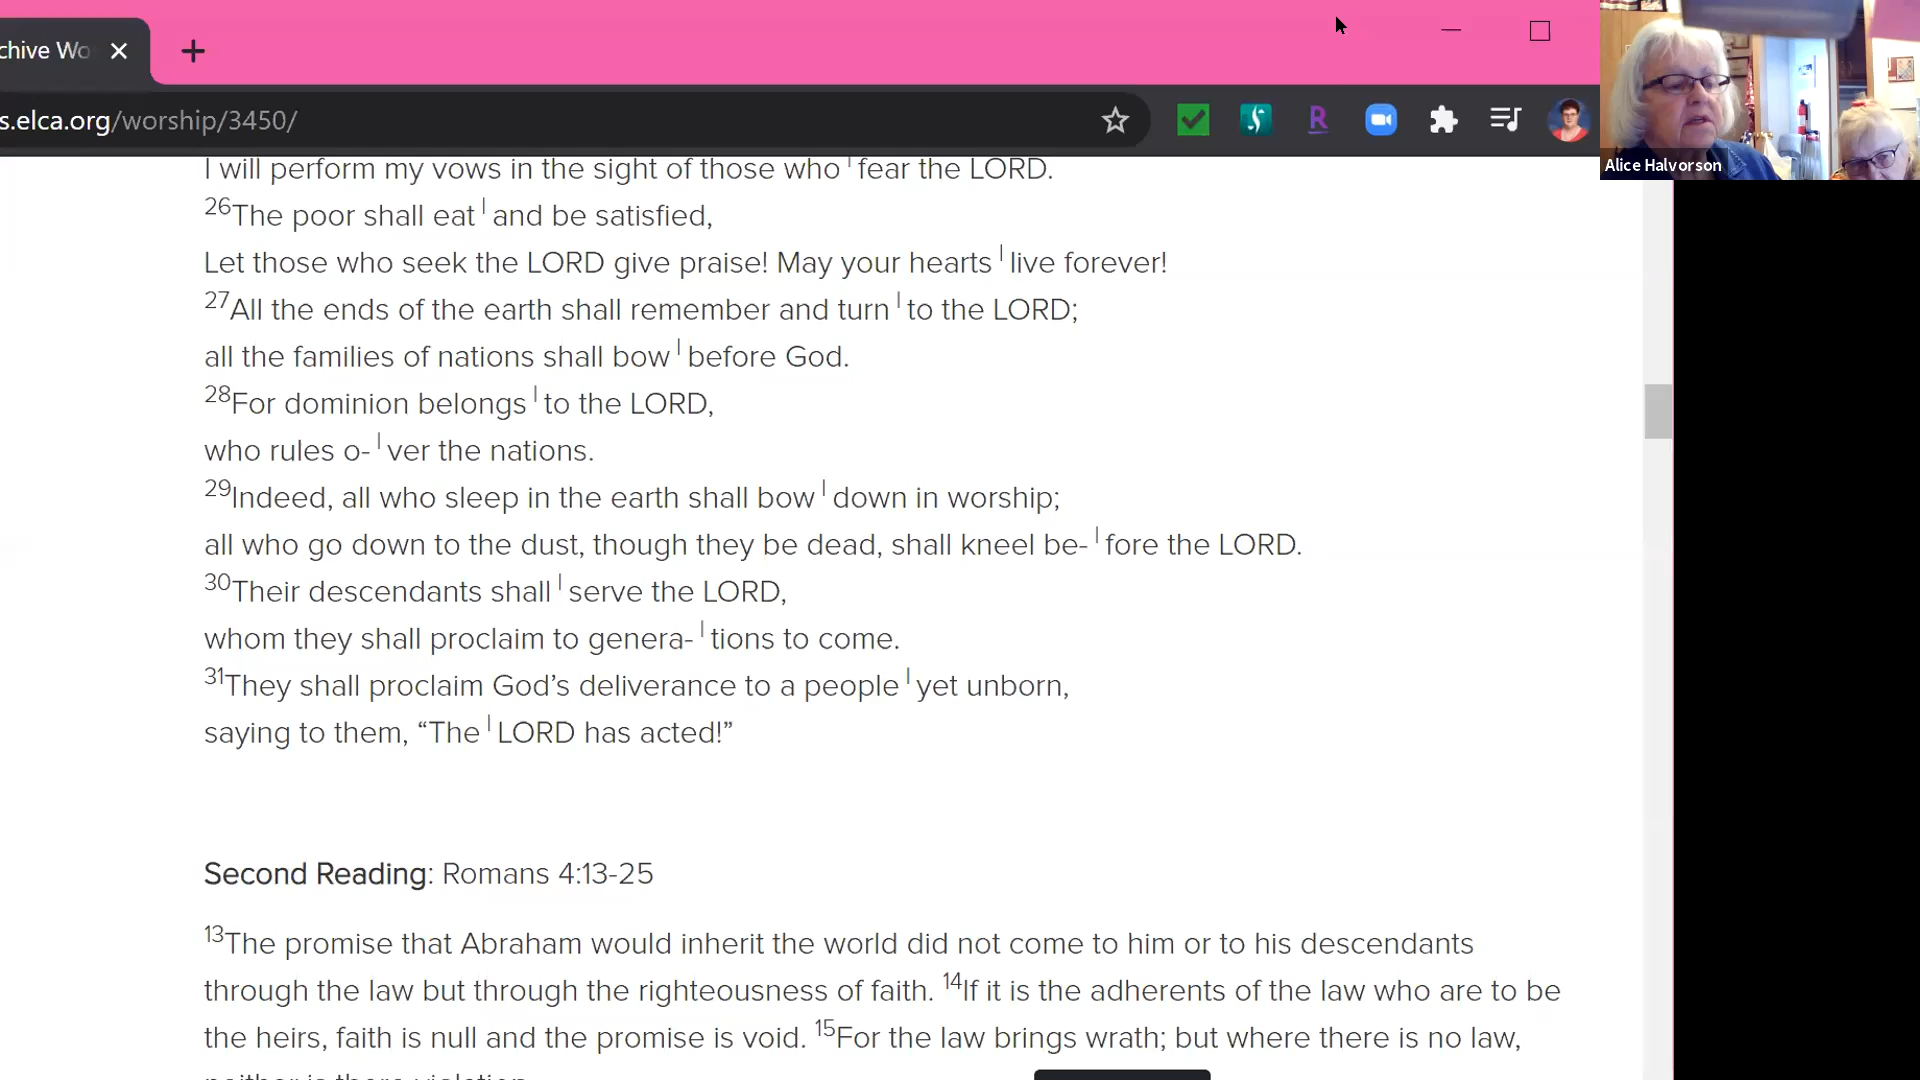 chive Wo
s.elca.org/worship/3450/
R
Alice Halvorson
I will perform my vows in the sight of those who | fear the LORD.
26The poor shall eat | and be satisfied,
Let those who seek the LORD give praise! May your hearts | live forever!
27All the ends of the earth shall remember and turn | to the LORD;
all the families of nations shall bow | before God.
28For dominion belongs | to the LORD,
who rules o- | ver the nations.
29Indeed, all who sleep in the earth shall bow | down in worship;
all who go down to the dust, though they be dead, shall kneel be- | fore the LORD.
30Their descendants shall | serve the LORD,
whom they shall proclaim to genera- | tions to come.
31They shall proclaim God’s deliverance to a people | yet unborn,
saying to them, “The | LORD has acted!”
Second Reading: Romans 4:13-25
13The promise that Abraham would inherit the world did not come to him or to his descendants
through the law but through the righteousness of faith. 14If it is the adherents of the law who are to be
the heirs, faith is null and the promise is void. 15For the law brings wrath; but where there is no law,